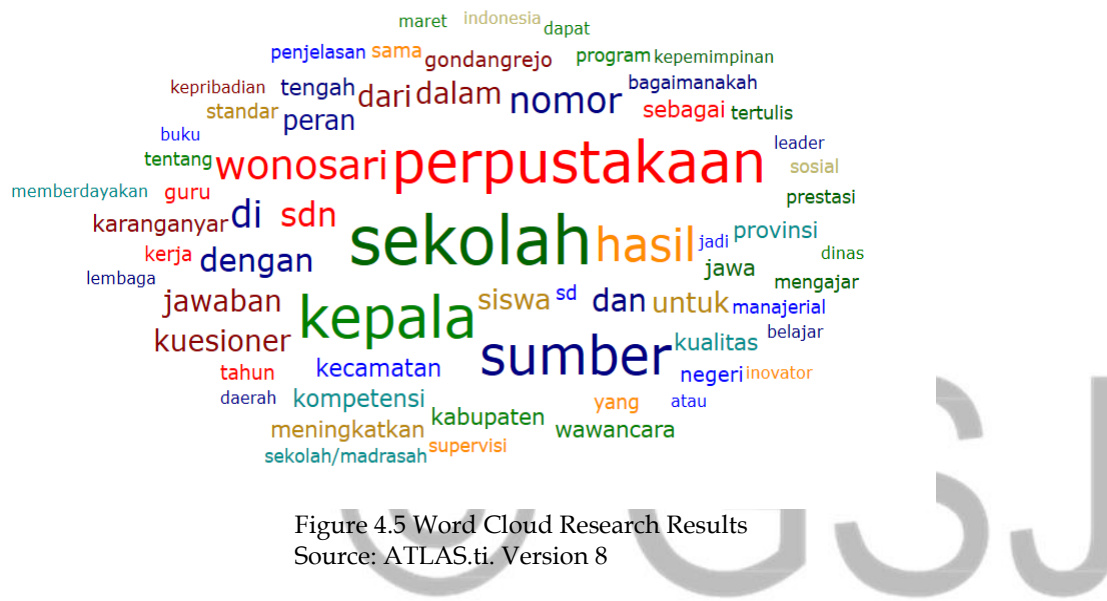 maret indonesia dapat
penjelasan sama gondangrejo program kepemimpinan
kepribadian tengah dari dalam nomor bagaimanakah
standar peran sebagai tertulis
buku leader
tentang wonosari perpustakaan sosial
memberdayakan guru prestasi
karanganyar di sdn sekolah hasil jadi provinsi
kerja dengan jawa dinas
lembaga mengajar
jawaban kepala siswa sd dan untuk manajerial
kuesioner sumber kualitas belajar
tahun kecamatan negeri inovator
daerah kompetensi kabupaten yang atau
meningkatkan wawancara
sekolah/madrasah supervisi
Figure 4.5 Word Cloud Research Results
Source: ATLAS.ti. Version 8
© GSJ